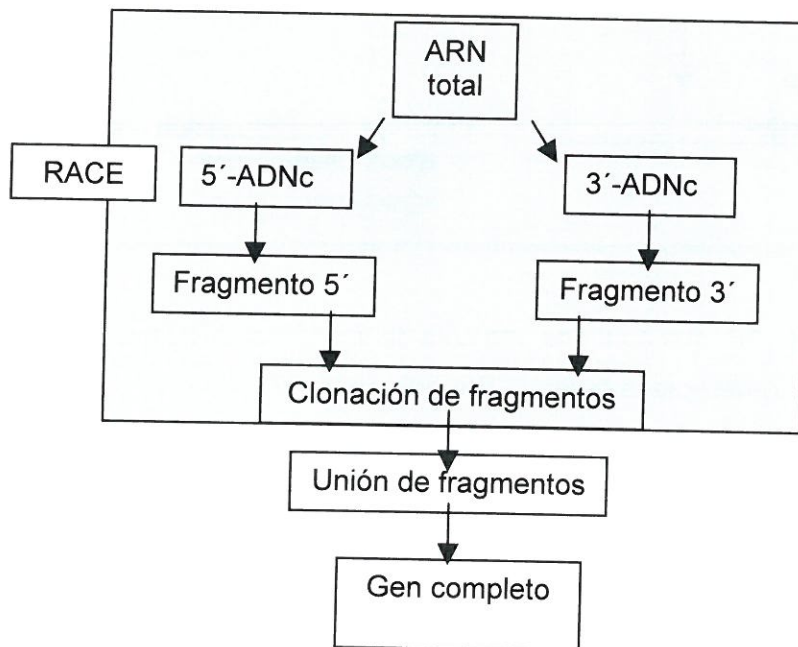 ARN
total
RACE
5´-ADNc
3´-ADNc
Fragmento 5´
Fragmento 3´
Clonación de fragmentos
Unión de fragmentos
Gen completo